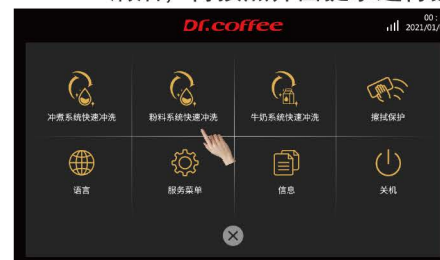 Dr.coffee
00:
2021/01/
冲煮系统快速冲洗
粉料系统快速冲洗
牛奶系统快速冲洗
擦拭保护
语言
服务菜单
信息
关机